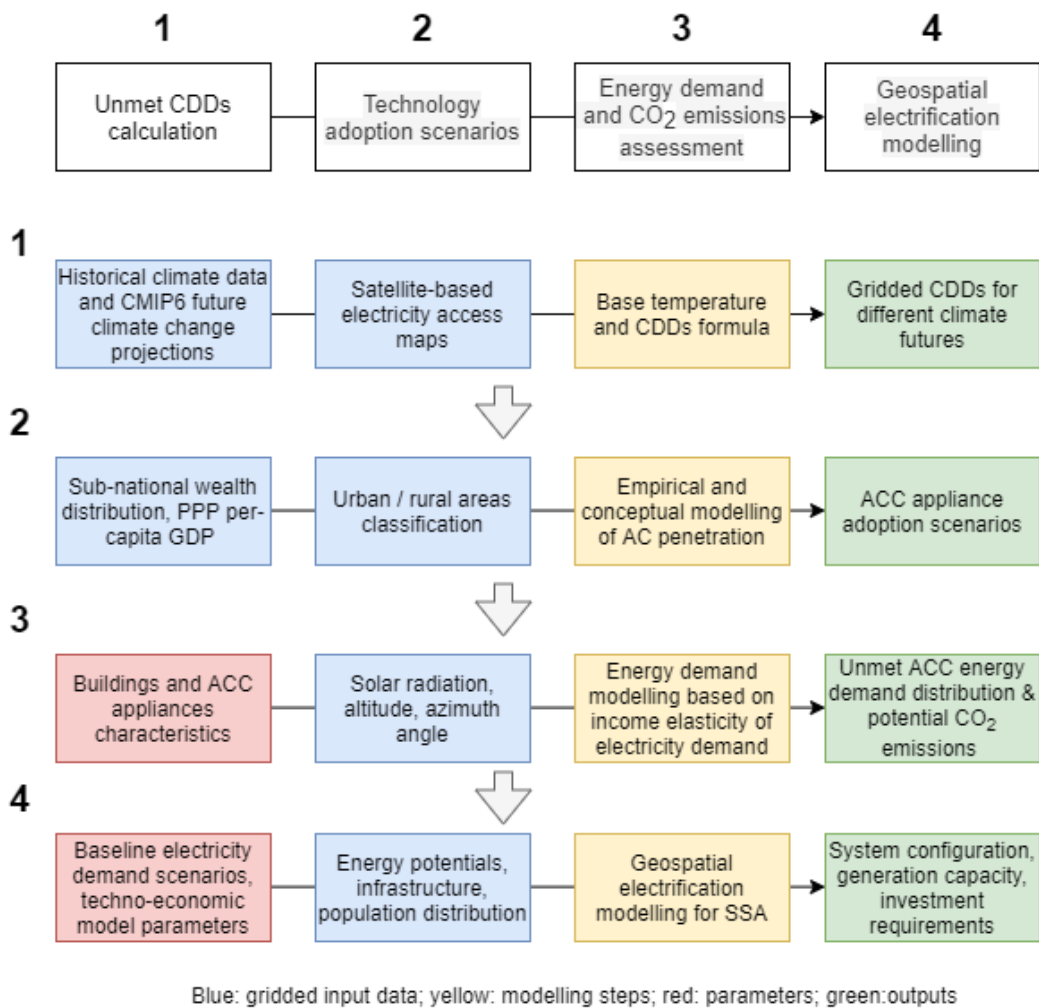 1
2
3
4
Unmet CDDs
calculation
Technology
adoption scenarios
Energy demand
and CO2 emissions
assessment
Geospatial
electrification
modelling
1
Historical climate data
and CMIP6 future
climate change
projections
Satellite-based
electricity access
maps
Base temperature
and CDDs formula
Gridded CDDs for
different climate
futures
2
Sub-national wealth
distribution, PPP per-
capita GDP
Urban / rural areas
classification
Empirical and
conceptual modelling
of AC penetration
ACC appliance
adoption scenarios
3
Buildings and ACC
appliances
characteristics
Solar radiation,
altitude, azimuth
angle
Energy demand
modelling based on
income elasticity of
electricity demand
Unmet ACC energy
demand distribution &
potential CO2
emissions
4
Baseline electricity
demand scenarios,
techno-economic
model parameters
Energy potentials,
infrastructure,
population distribution
Geospatial
electrification
modelling for SSA
System configuration,
generation capacity,
investment
requirements
Blue: gridded input data; yellow: modelling steps; red: parameters; green:outputs